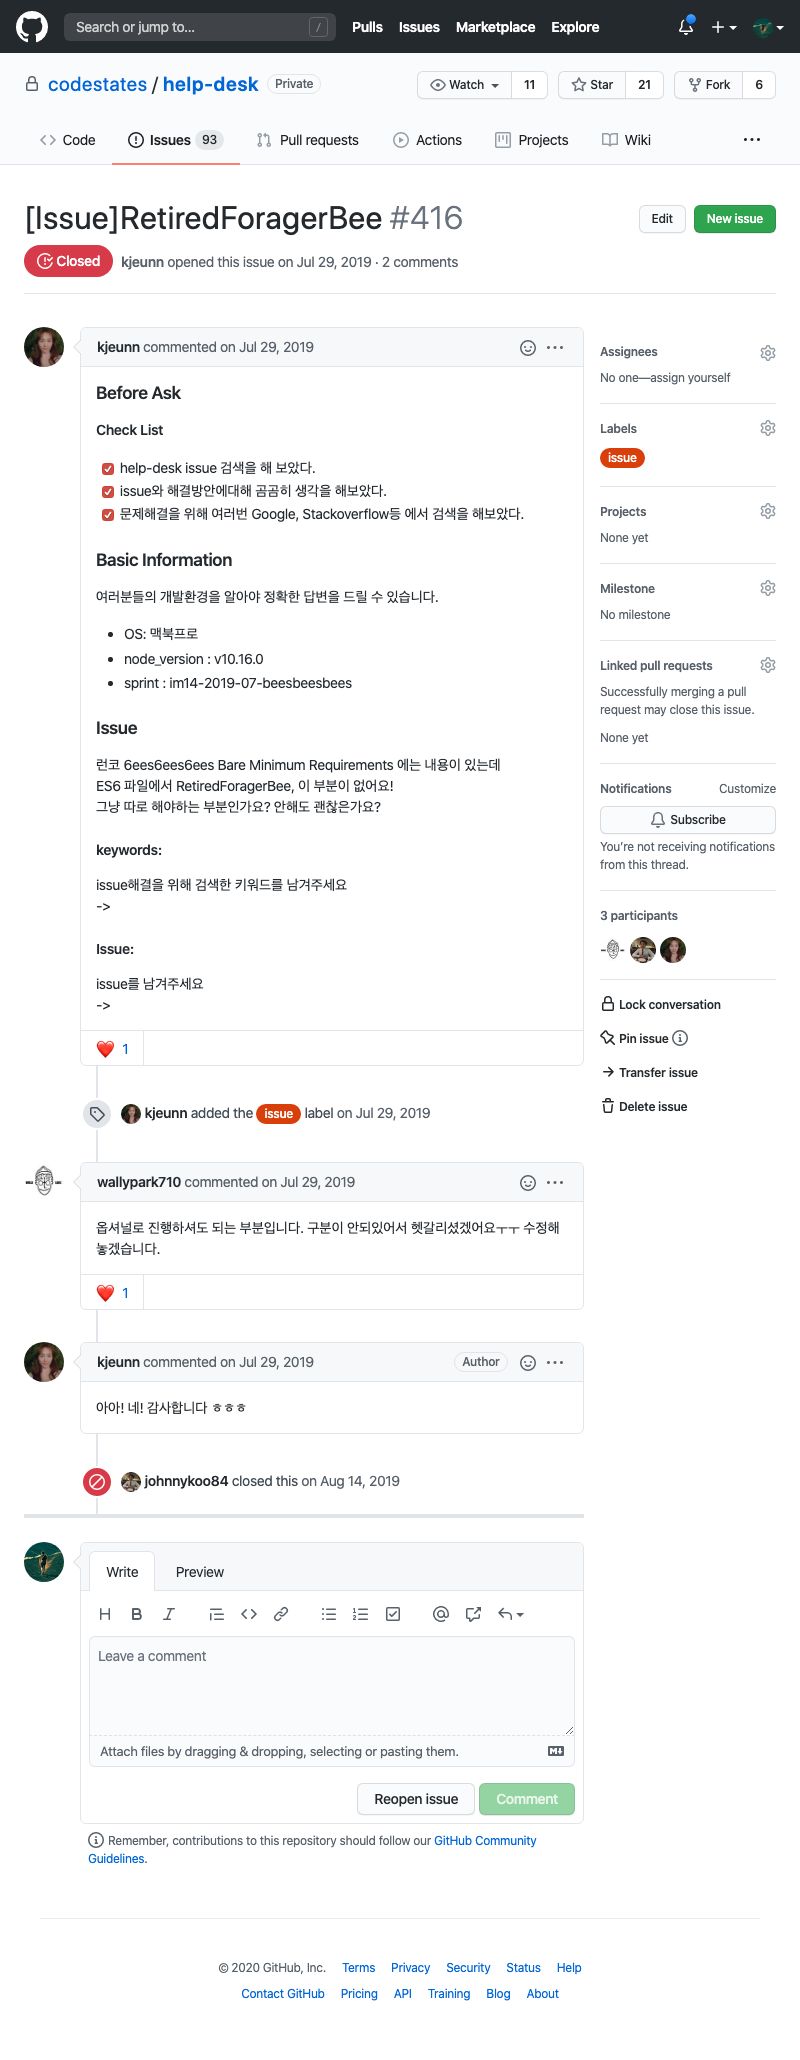 Search or jump to... /
Pulls Issues Marketplace Explore
codestates / help-desk Private
Watch 11 Star 21 Fork 6
Code Issues 93 Pull requests Actions Projects Wiki
[Issue]RetiredForagerBee #416
Edit New issue
Closed kjeunn opened this issue on Jul 29, 2019 · 2 comments
kjeunn commented on Jul 29, 2019
Before Ask
Check List
help-desk issue 검색을 해 보았다.
issue와 해결방안에대해 곰곰히 생각을 해보았다.
문제해결을 위해 여러번 Google, Stackoverflow등 에서 검색을 해보았다.
Basic Information
여러분들의 개발환경을 알아야 정확한 답변을 드릴 수 있습니다.
OS: 맥북프로
node_version : v10.16.0
sprint : im14-2019-07-beesbeesbees
Issue
런코 6ees6ees6ees Bare Minimum Requirements 에는 내용이 있는데
ES6 파일에서 RetiredForagerBee, 이 부분이 없어요!
그냥 따로 해야하는 부분인가요? 안해도 괜찮은가요?
keywords:
issue해결을 위해 검색한 키워드를 남겨주세요
->
Issue:
issue를 남겨주세요
->
1
kjeunn added the issue label on Jul 29, 2019
wallypark710 commented on Jul 29, 2019
옵셔널로 진행하셔도 되는 부분입니다. 구분이 안되있어서 헷갈리셨겠어요ㅜㅜ 수정해
놓겠습니다.
1
kjeunn commented on Jul 29, 2019 Author
아아! 네! 감사합니다 ㅎㅎㅎ
johnnykoo84 closed this on Aug 14, 2019
Write Preview
Leave a comment
Attach files by dragging & dropping, selecting or pasting them.
Reopen issue Comment
Remember, contributions to this repository should follow our GitHub Community
Guidelines.
Assignees
No one—assign yourself
Labels
issue
Projects
None yet
Milestone
No milestone
Linked pull requests
Successfully merging a pull
request may close this issue.
None yet
Notifications Customize
Subscribe
You're not receiving notifications
from this thread.
3 participants
Lock conversation
Pin issue
Transfer issue
Delete issue
© 2020 GitHub, Inc. Terms Privacy Security Status Help
Contact GitHub Pricing API Training Blog About